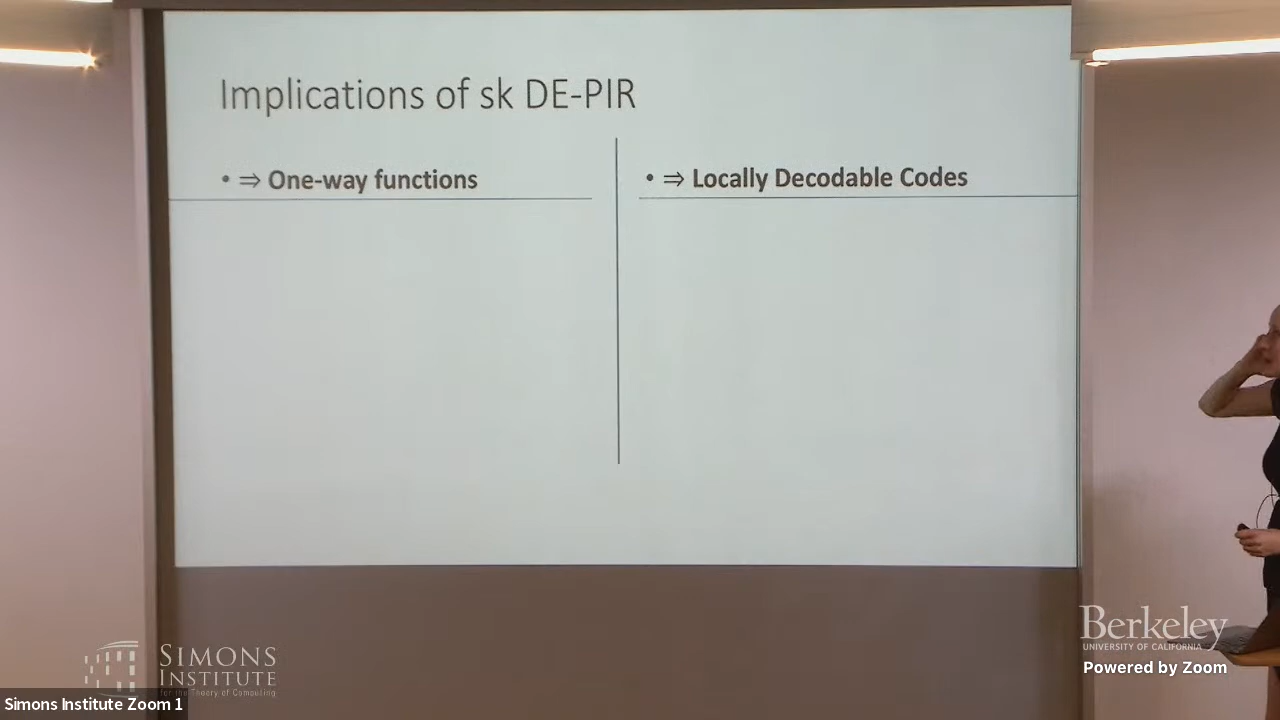 Implications of sk DE-PIR
• ⇒ One-way functions
• ⇒ Locally Decodable Codes
SIMONS
INSTITUTE
for the Theory of Computing
Berkeley
UNIVERSITY OF CALIFORNIA
Powered by Zoom
Simons Institute Zoom 1